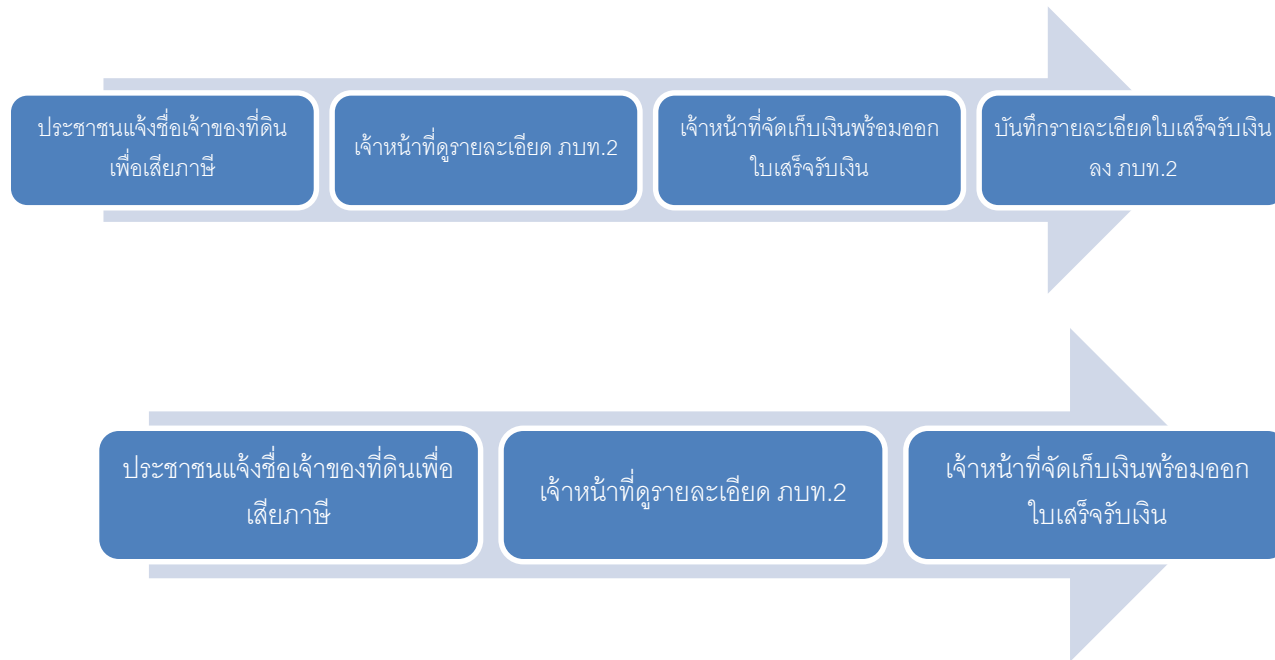 ประชาชนแจ้งชื่อเจ้าของที่ดิน
เพื่อเสียภาษี
เจ้าหน้าที่ดูรายละเอียด ภบท.2
เจ้าหน้าที่จัดเก็บเงินพร้อมออก
ใบเสร็จรับเงิน
บันทึกรายละเอียดใบเสร็จรับเงิน
ลง ภบท.2
ประชาชนแจ้งชื่อเจ้าของที่ดินเพื่อ
เสียภาษี
เจ้าหน้าที่ดูรายละเอียด ภบท.2
เจ้าหน้าที่จัดเก็บเงินพร้อมออก
ใบเสร็จรับเงิน